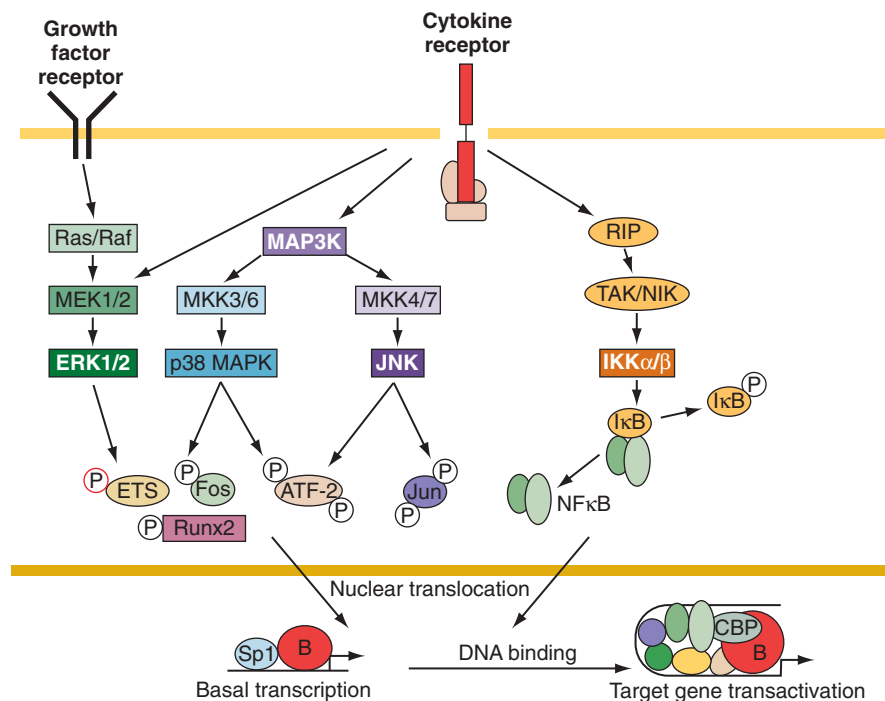 Growth
factor
receptor
Cytokine
receptor
Ras/Raf
MAP3K
RIP
MEK1/2
MKK3/6
MKK4/7
TAK/NIK
ERK1/2
p38 MAPK
JNK
IKKα/β
IκB
IκB
P
P
ETS
P
Fos
P
Runx2
P
ATF-2
P
P
Jun
P
NFκB
Nuclear translocation
Sp1
B
Basal transcription
DNA binding
CBP
B
Target gene transactivation